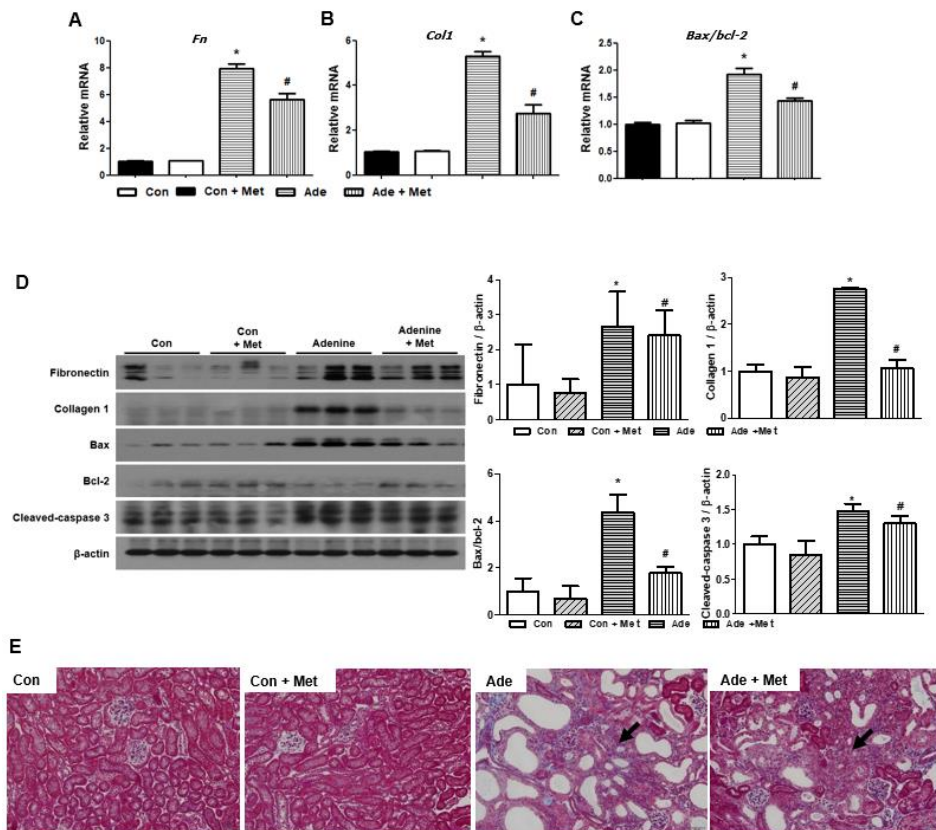 A
B
C
Fn
Col1
Bax/bcl-2
Relative mRNA
10
8
6
4
2
0
*
#
Relative mRNA
6
4
2
0
*
#
Relative mRNA
2.5
2.0
1.5
1.0
0.5
0.0
*
#
Con Con + Met Ade Ade + Met
D
Con
Con + Met
Adenine
Adenine + Met
Fibronectin
Collagen 1
Bax
Bcl-2
Cleaved-caspase 3
β-actin
Fibronectin / β-actin
4
3
2
1
0
*
#
Collagen 1 / β-actin
3
2
1
0
*
#
Con Con + Met Ade Ade +Met
Bax/bcl-2
6
4
2
0
*
#
Cleaved-caspase 3 / β-actin
2.0
1.5
1.0
0.5
0.0
*
#
Con Con + Met Ade Ade +Met
E
Con
Con + Met
Ade
Ade + Met